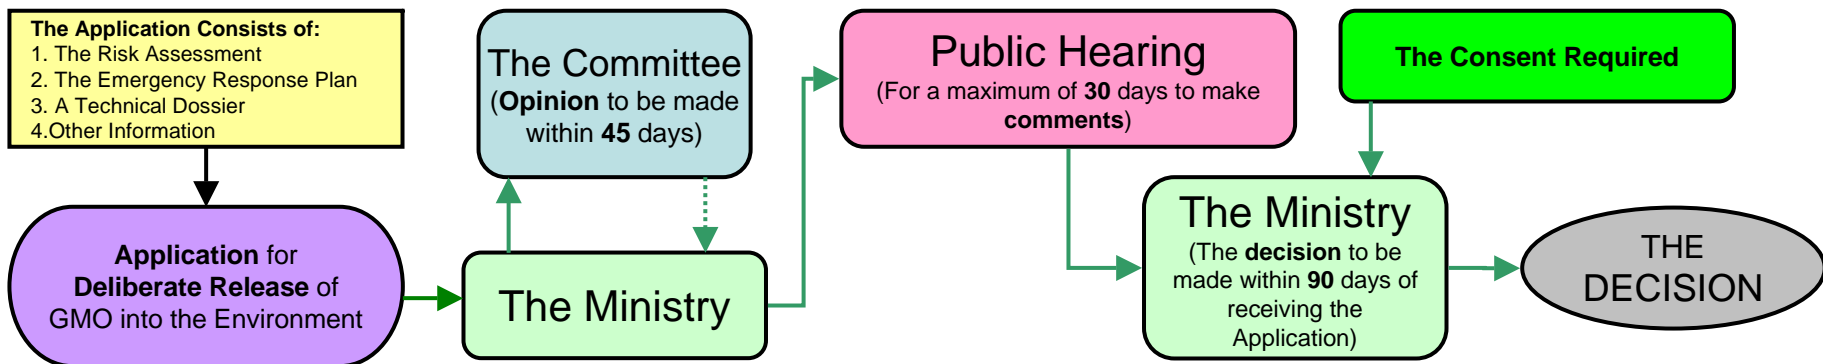 The Application Consists of:
1. The Risk Assessment
2. The Emergency Response Plan
3. A Technical Dossier
4.Other Information
Application for
Deliberate Release of
GMO into the Environment
The Committee
(Opinion to be made
within 45 days)
The Ministry
Public Hearing
(For a maximum of 30 days to make
comments)
The Consent Required
The Ministry
(The decision to be
made within 90 days of
receiving the
Application)
THE
DECISION